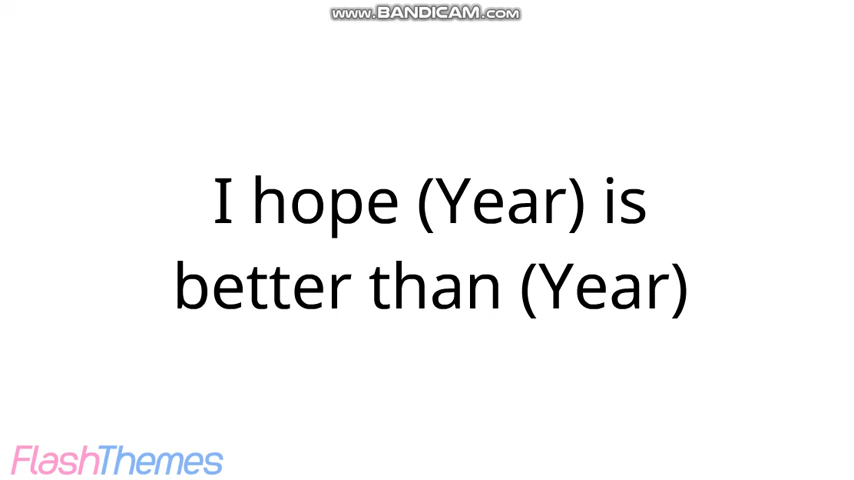 www.BANDICAM.com
I hope (Year) is
better than (Year)
FlashThemes